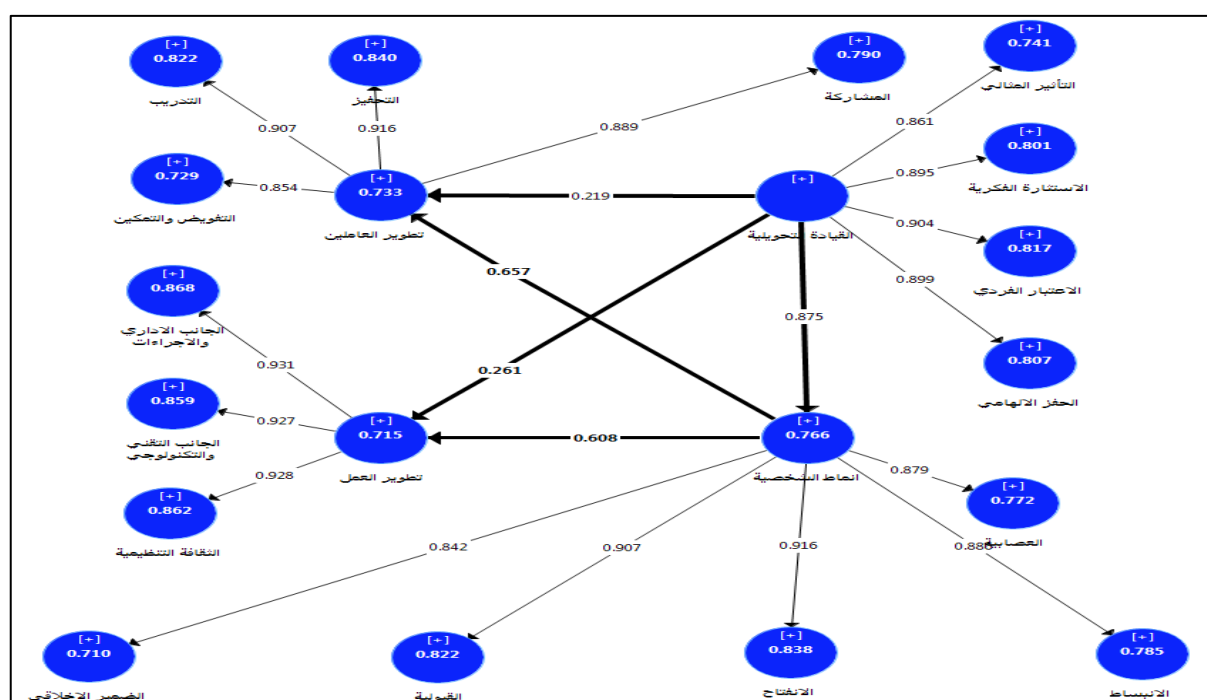 [+]
0.822
التدريب
[+]
0.840
التحفيز
[+]
0.790
المشاركة
[+]
0.741
التأثير المثالي
0.907
0.916
0.889
0.861
[+]
0.729
التفويض والتمكين
0.854
[+]
0.733
تطوير العاملين
0.219
[+]
القيادة التحويلية
0.895
[+]
0.801
الاستثارة الفكرية
0.904
[+]
0.817
الاعتبار الفردي
0.899
[+]
0.807
الحفز الالهامي
0.657
0.875
0.261
[+]
0.868
الجانب الاداري
والاجراءات
0.931
[+]
0.859
الجانب التقني
والتكنولوجي
0.927
[+]
0.715
تطوير العمل
0.608
[+]
0.766
انماط الشخصية
0.928
[+]
0.862
الثقافة التنظيمية
0.879
[+]
0.772
العصابية
0.842
0.907
0.916
[+]
0.710
الضمير الاخلاقي
[+]
0.822
القبولية
[+]
0.838
الانفتاح
[+]
0.785
الانبساط